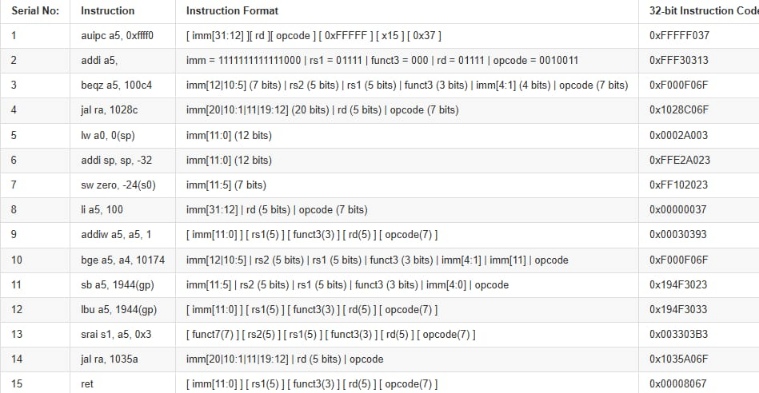 Serial No: Instruction Instruction Format 32-bit Instruction Code
1 auipc a5, 0xffff0 [ imm[31:12] ][ rd ][ opcode ] [ 0xFFFFF ] [ x15 ] [ 0x37 ] 0xFFFFF037
2 addi a5, imm = 1111111111111000 | rs1 = 01111 | funct3 = 000 | rd = 01111 | opcode = 0010011 0xFFF30313
3 beqz a5, 100c4 imm[12|10:5] (7 bits) | rs2 (5 bits) | rs1 (5 bits) | funct3 (3 bits) | imm[4:1] (4 bits) | opcode (7 bits) 0xF000F06F
4 jal ra, 1028c imm[20|10:1|11|19:12] (20 bits) | rd (5 bits) | opcode (7 bits) 0x1028C06F
5 lw a0, 0(sp) imm[11:0] (12 bits) 0x0002A003
6 addi sp, sp, -32 imm[11:0] (12 bits) 0xFFE2A023
7 sw zero, -24(s0) imm[11:5] (7 bits) 0xFF102023
8 li a5, 100 imm[31:12] | rd (5 bits) | opcode (7 bits) 0x00000037
9 addiw a5, a5, 1 [ imm[11:0] ] [ rs1(5) ] [ funct3(3) ] [ rd(5) ] [ opcode(7) ] 0x00030393
10 bge a5, a4, 10174 imm[12|10:5] | rs2 (5 bits) | rs1 (5 bits) | funct3 (3 bits) | imm[4:1] | imm[11] | opcode 0xF000F06F
11 sb a5, 1944(gp) imm[11:5] | rs2 (5 bits) | rs1 (5 bits) | funct3 (3 bits) | imm[4:0] | opcode 0x194F3023
12 lbu a5, 1944(gp) [ imm[11:0] ] [ rs1(5) ] [ funct3(3) ] [ rd(5) ] [ opcode(7) ] 0x194F3033
13 srai s1, a5, 0x3 [ funct7(7) ] [ rs2(5) ] [ rs1(5) ] [ funct3(3) ] [ rd(5) ] [ opcode(7) ] 0x003303B3
14 jal ra, 1035a imm[20|10:1|11|19:12] | rd (5 bits) | opcode 0x1035A06F
15 ret [ imm[11:0] ] [ rs1(5) ] [ funct3(3) ] [ rd(5) ] [ opcode(7) ] 0x00008067